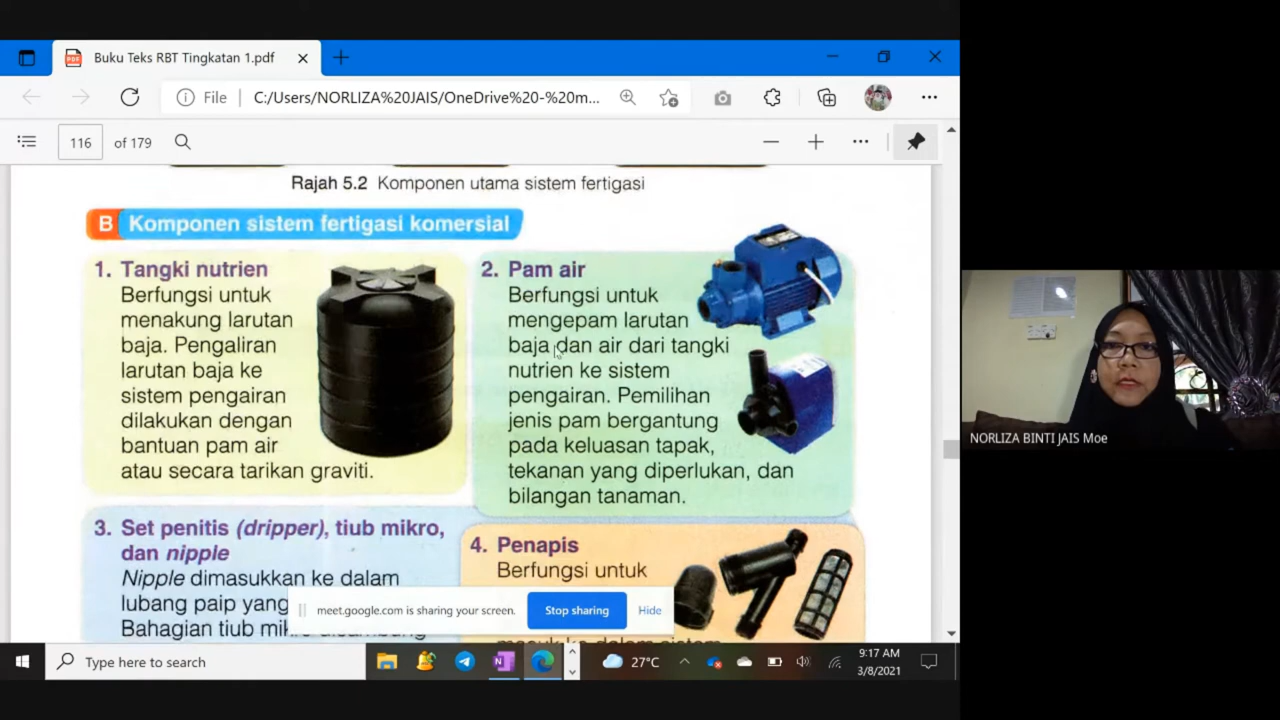 Buku Teks RBT Tingkatan 1.pdf
File
C:/Users/NORLIZA%20JAIS/OneDrive%20-%20m...
116 of 179
Rajah 5.2 Komponen utama sistem fertigasi
B Komponen sistem fertigasi komersial
1. Tangki nutrien
Berfungsi untuk
menakung larutan
baja. Pengaliran
larutan baja ke
sistem pengairan
dilakukan dengan
bantuan pam air
atau secara tarikan graviti.
2. Pam air
Berfungsi untuk
mengepam larutan
baja dan air dari tangki
nutrien ke sistem
pengairan. Pemilihan
jenis pam bergantung
pada keluasan tapak,
tekanan yang diperlukan, dan
bilangan tanaman.
3. Set penitis (dripper), tiub mikro,
dan nipple
Nipple dimasukkan ke dalam
lubang paip yang
Bahagian tiub
4. Penapis
Berfungsi untuk
meet.google.com is sharing your screen.
Stop sharing
Hide
NORLIZA BINTI JAIS Moe
Type here to search
27°C
9:17 AM
3/8/2021